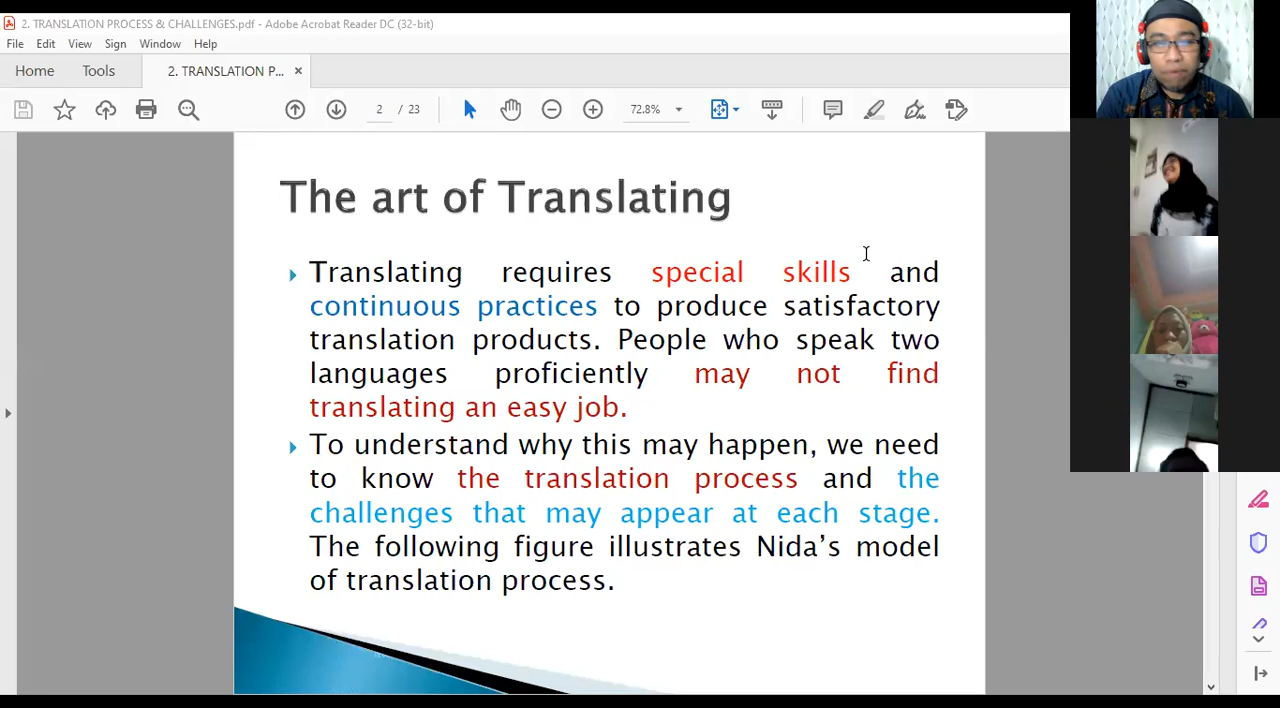 2. TRANSLATION PROCESS & CHALLENGES.pdf - Adobe Acrobat Reader DC (32-bit)
File Edit View Sign Window Help
Home Tools 2. TRANSLATION P... ×
2 / 23 72.8%
The art of Translating
Translating requires special skills and
continuous practices to produce satisfactory
translation products. People who speak two
languages proficiently may not find
translating an easy job.
To understand why this may happen, we need
to know the translation process and the
challenges that may appear at each stage.
The following figure illustrates Nida’s model
of translation process.